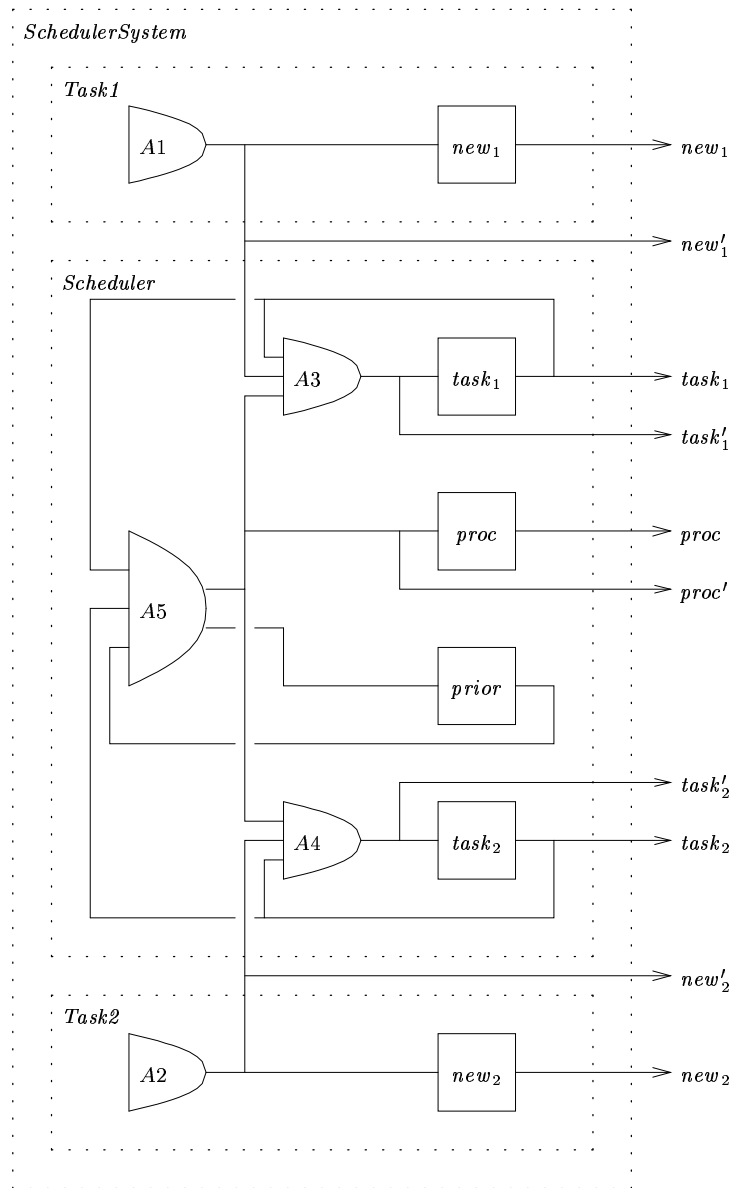 SchedulerSystem
Task1
A1
new₁
new₁
new′₁
Scheduler
A3
task₁
task₁
task′₁
proc
proc
A5
proc′
prior
task′₂
A4
task₂
task₂
new′₂
Task2
A2
new₂
new₂